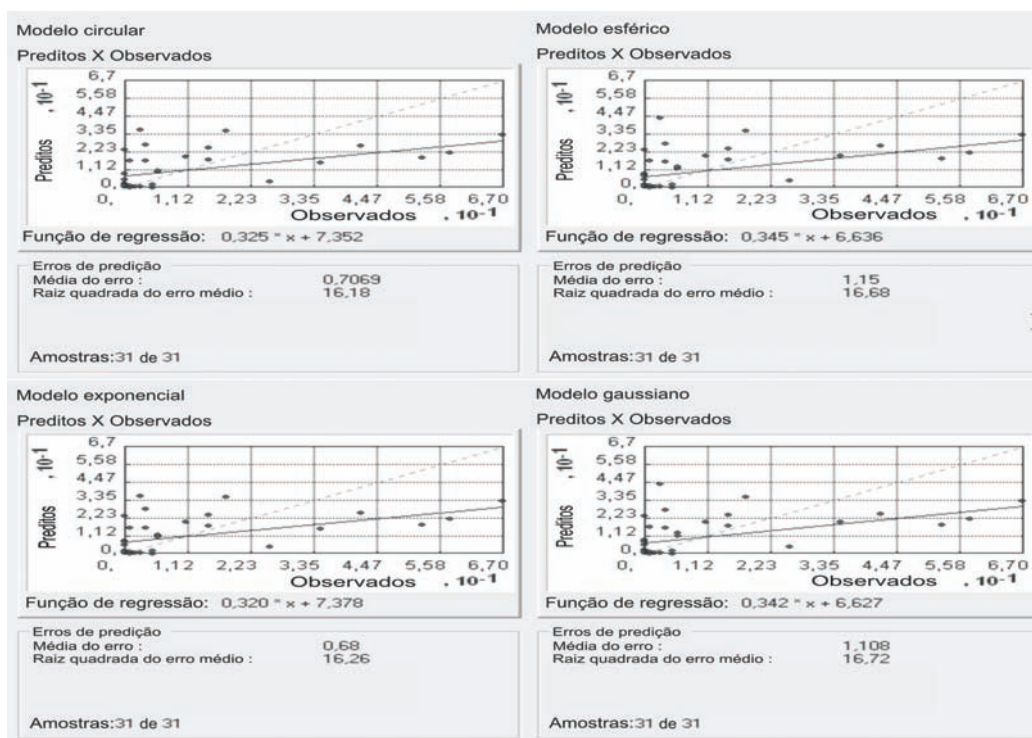 Modelo circular
Preditos X Observados
Preditos . 10⁻¹
6,7
5,58
4,47
3,35
2,23
1,12
0,
0, 1,12 2,23 3,35 4,47 5,58 6,70
Observados . 10⁻¹
Função de regressão: 0,325 * x + 7,352
Erros de predição
Média do erro : 0,7069
Raiz quadrada do erro médio : 16,18
Amostras:31 de 31
Modelo esférico
Preditos X Observados
Preditos . 10⁻¹
6,7
5,58
4,47
3,35
2,23
1,12
0,
0, 1,12 2,23 3,35 4,47 5,58 6,70
Observados . 10⁻¹
Função de regressão: 0,345 * x + 6,636
Erros de predição
Média do erro : 1,15
Raiz quadrada do erro médio : 16,68
Amostras:31 de 31
Modelo exponencial
Preditos X Observados
Preditos . 10⁻¹
6,7
5,58
4,47
3,35
2,23
1,12
0,
0, 1,12 2,23 3,35 4,47 5,58 6,70
Observados . 10⁻¹
Função de regressão: 0,320 * x + 7,378
Erros de predição
Média do erro : 0,68
Raiz quadrada do erro médio : 16,26
Amostras:31 de 31
Modelo gaussiano
Preditos X Observados
Preditos . 10⁻¹
6,7
5,58
4,47
3,35
2,23
1,12
0,
0, 1,12 2,23 3,35 4,47 5,58 6,70
Observados . 10⁻¹
Função de regressão: 0,342 * x + 6,627
Erros de predição
Média do erro : 1,108
Raiz quadrada do erro médio : 16,72
Amostras:31 de 31